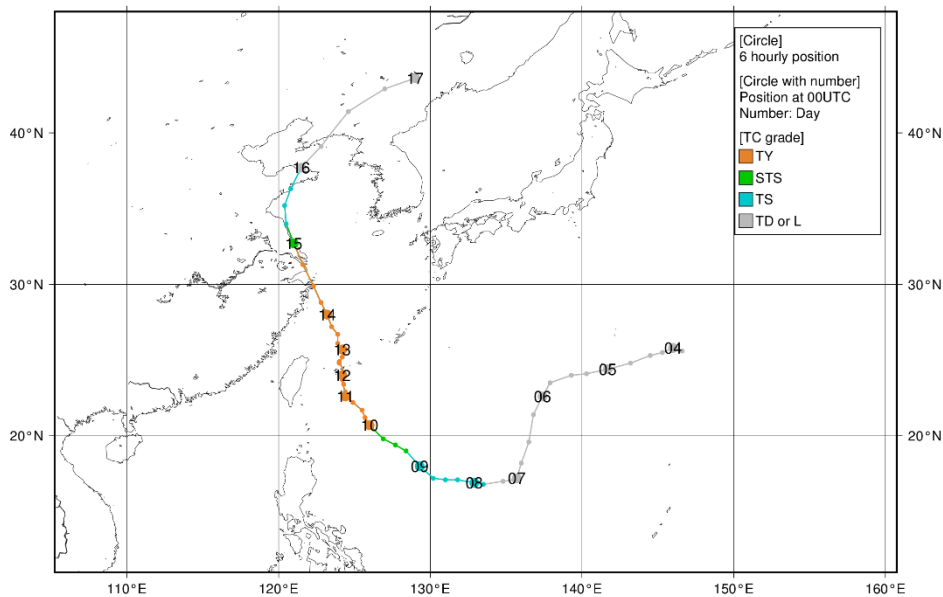 [Circle]
6 hourly position
[Circle with number]
Position at 00UTC
Number: Day
[TC grade]
TY
STS
TS
TD or L
17
40°N
40°N
16
15
30°N
30°N
14
13
04
12
05
11
06
10
20°N
20°N
09
08
07
110°E
120°E
130°E
140°E
150°E
160°E